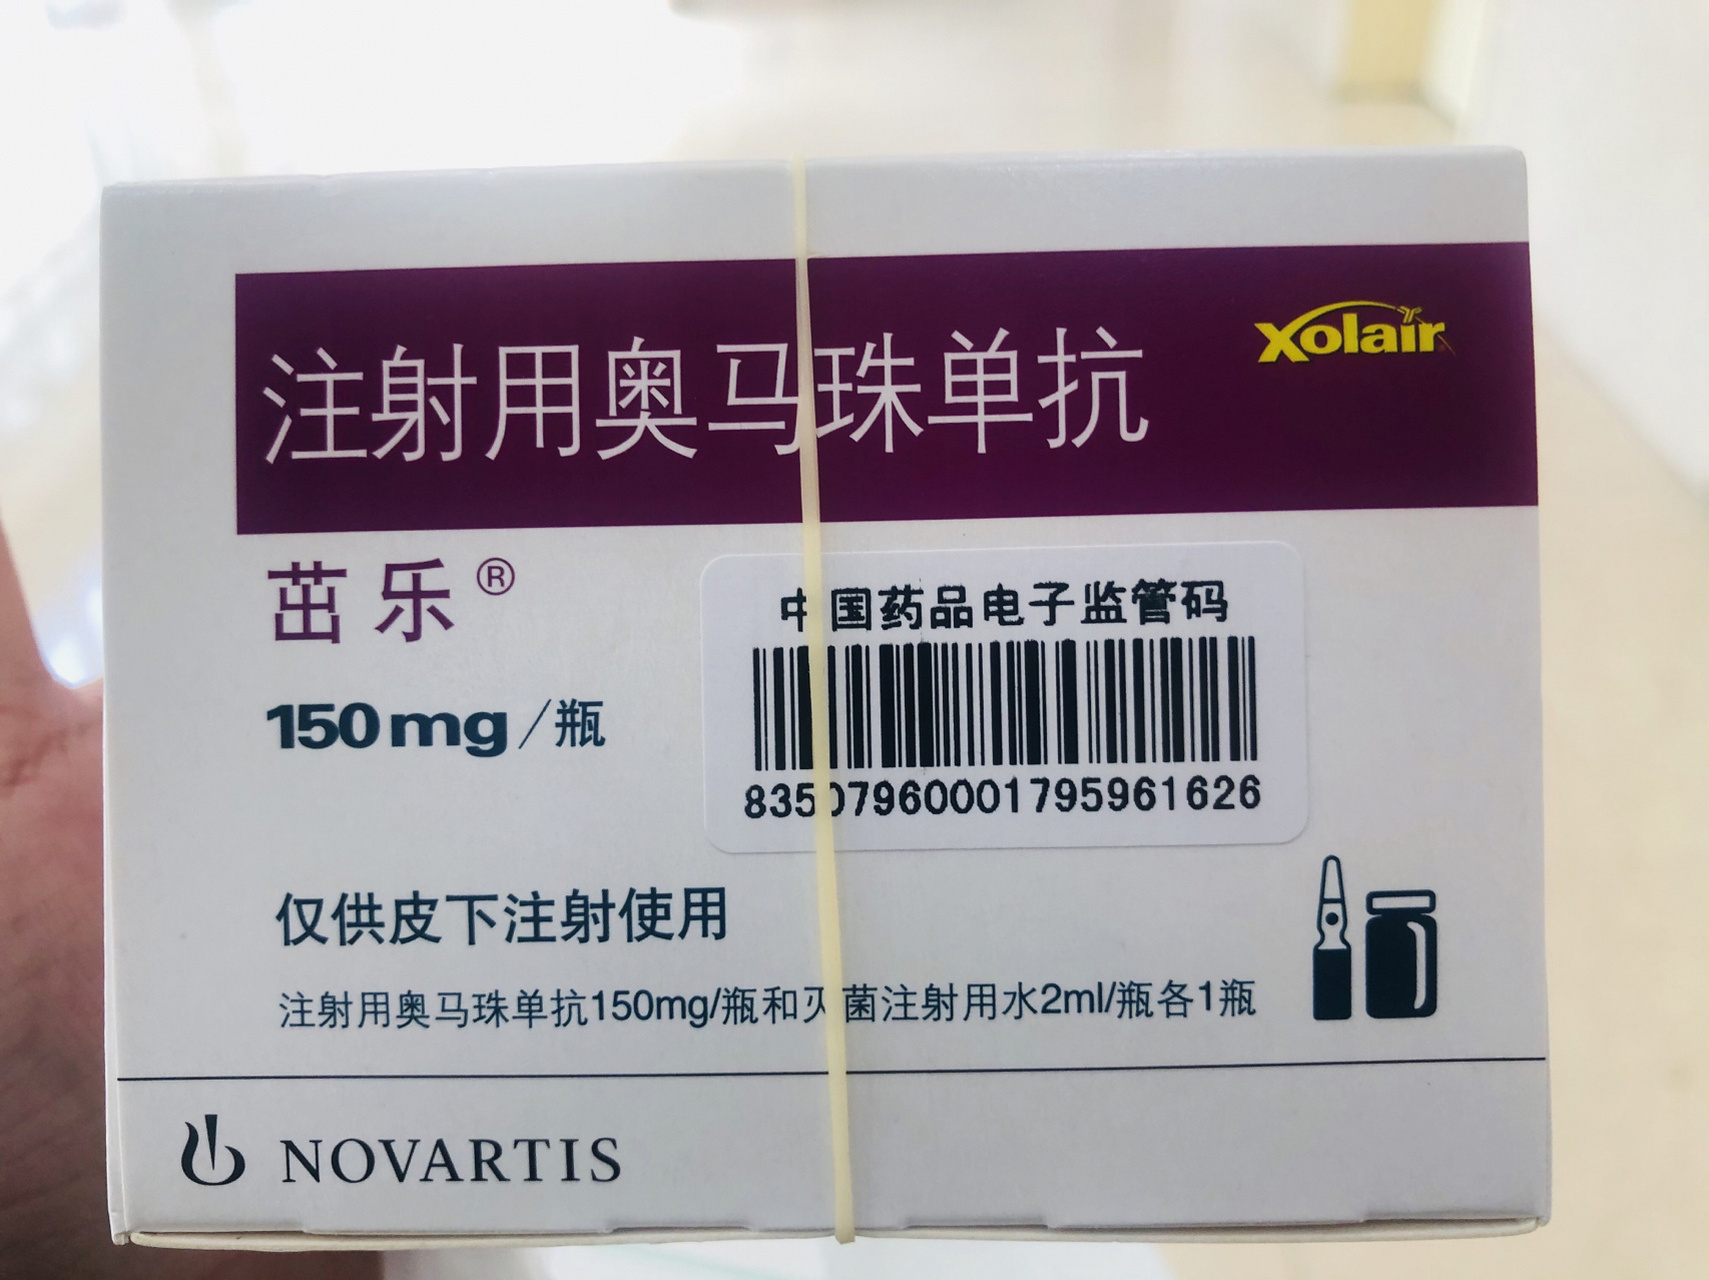 注射用奥马珠单抗
Xolair
茁乐®
150mg/瓶
中国药品电子监管码
83507960001795961626
仅供皮下注射使用
注射用奥马珠单抗150mg/瓶和灭菌注射用水2ml/瓶各1瓶
NOVARTIS